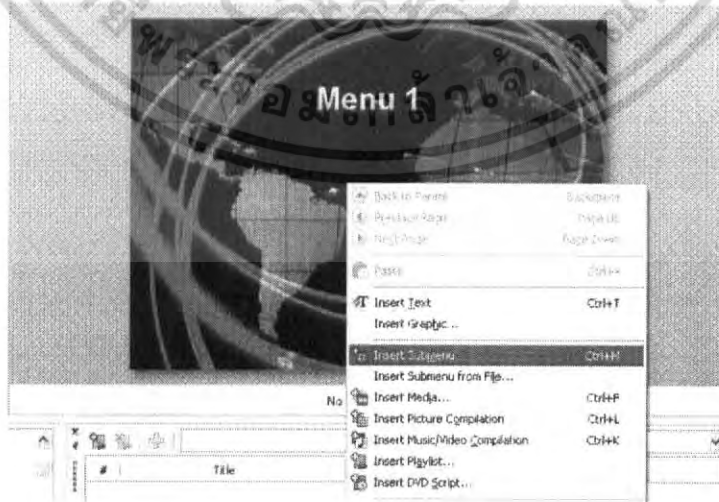 Menu 1
Back to Parent Backspace
Previous Page Page Up
Next Page Page Down
Paste Ctrl+V
Insert Text Ctrl+T
Insert Graphic...
Insert Submenu Ctrl+M
Insert Submenu from File...
Insert Media... Ctrl+F
Insert Picture Compilation Ctrl+L
Insert Music/Video Compilation Ctrl+K
Insert Playlist...
Insert DVD Script...
No
# Title